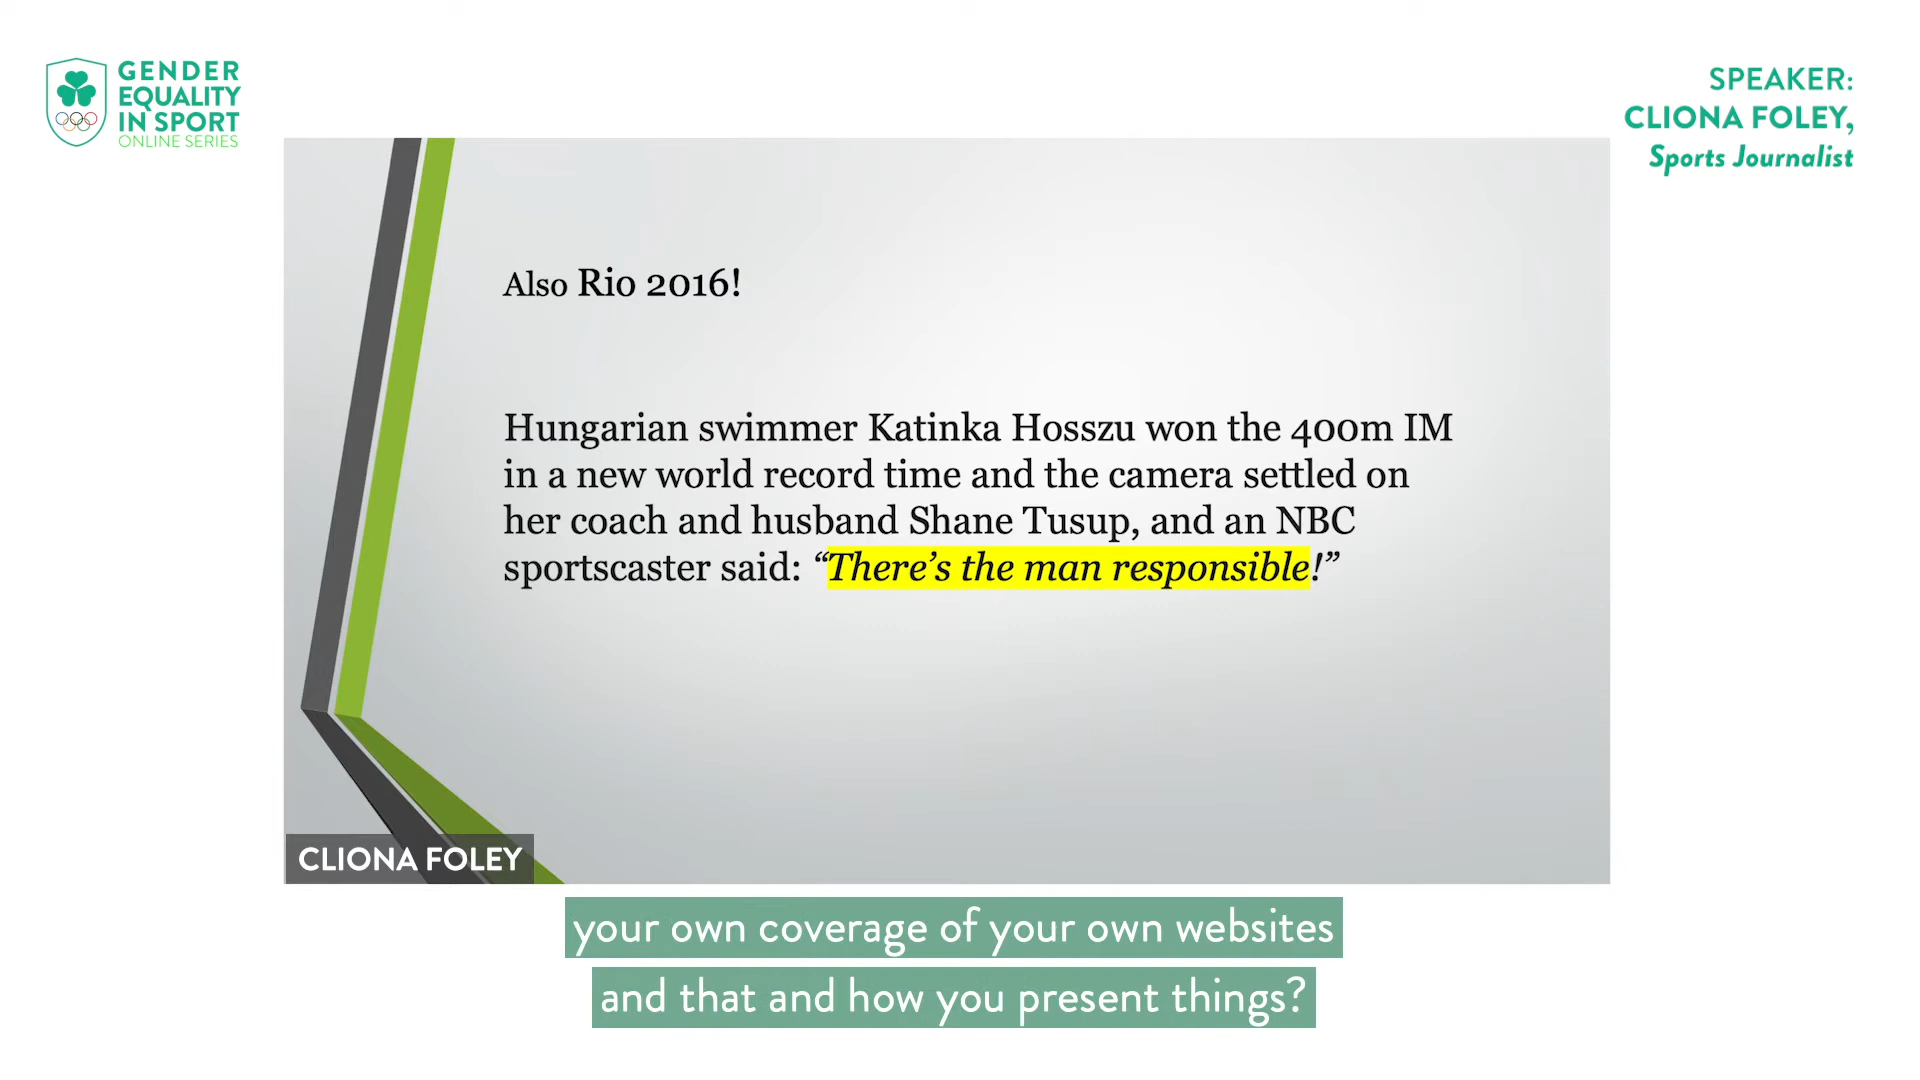 GENDER
EQUALITY
IN SPORT
ONLINE SERIES
SPEAKER:
CLIONA FOLEY,
Sports Journalist
Also Rio 2016!
Hungarian swimmer Katinka Hosszu won the 400m IM
in a new world record time and the camera settled on
her coach and husband Shane Tusup, and an NBC
sportscaster said: “There’s the man responsible!”
CLIONA FOLEY
your own coverage of your own websites
and that and how you present things?